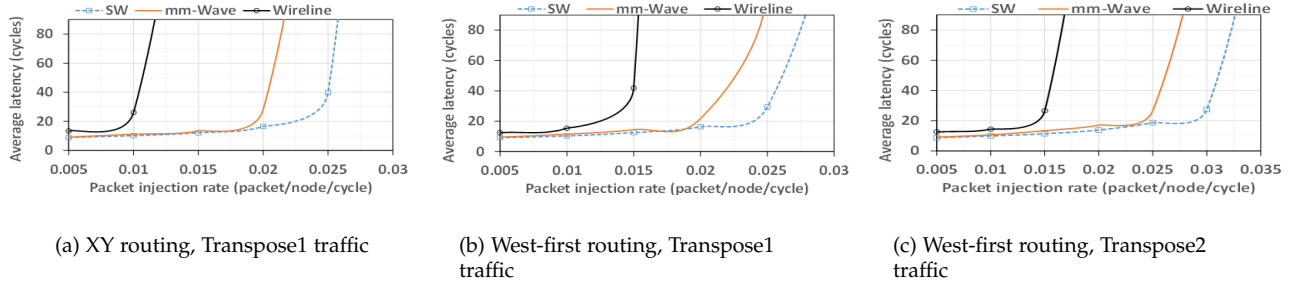 SW mm-Wave Wireline
Average latency (cycles)
80
60
40
20
0
0.005 0.01 0.015 0.02 0.025 0.03
Packet injection rate (packet/node/cycle)
(a) XY routing, Transpose1 traffic
SW mm-Wave Wireline
Average latency (cycles)
80
60
40
20
0
0.005 0.01 0.015 0.02 0.025 0.03
Packet injection rate (packet/node/cycle)
(b) West-first routing, Transpose1
traffic
SW mm-Wave Wireline
Average latency (cycles)
80
60
40
20
0
0.005 0.01 0.015 0.02 0.025 0.03 0.035
Packet injection rate (packet/node/cycle)
(c) West-first routing, Transpose2
traffic